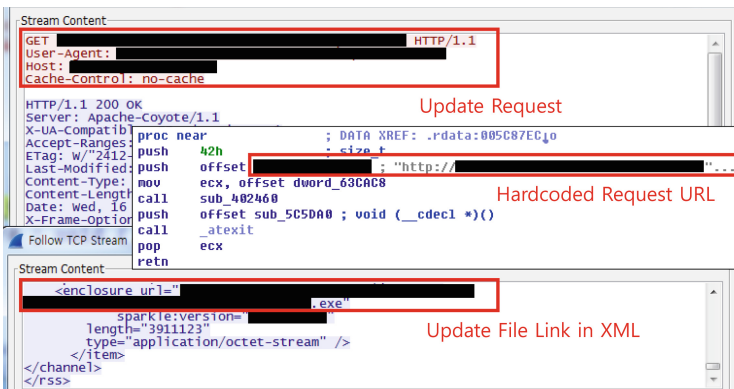 Stream Content
GET HTTP/1.1
User-Agent:
Host:
Cache-Control: no-cache
HTTP/1.1 200 OK
Server: Apache-Coyote/1.1
Update Request
X-UA-Compatibl
Accept-Ranges:
ETag: W/"2412-
Last-Modified:
Content-Type:
Content-Length
Date: Wed, 16
X-Frame-Option
proc near ; DATA XREF: .rdata:005C87EC↓o
push 42h ; size_t
push offset ; "http:// "...
mov ecx, offset dword_63CAC8
Hardcoded Request URL
call sub_402460
push offset sub_5C5DA0 ; void (__cdecl *)()
call _atexit
pop ecx
retn
Follow TCP Stream
Stream Content
<enclosure url="
.exe"
sparkle:version=" "
length="3911123"
Update File Link in XML
type="application/octet-stream" />
</item>
</channel>
</rss>